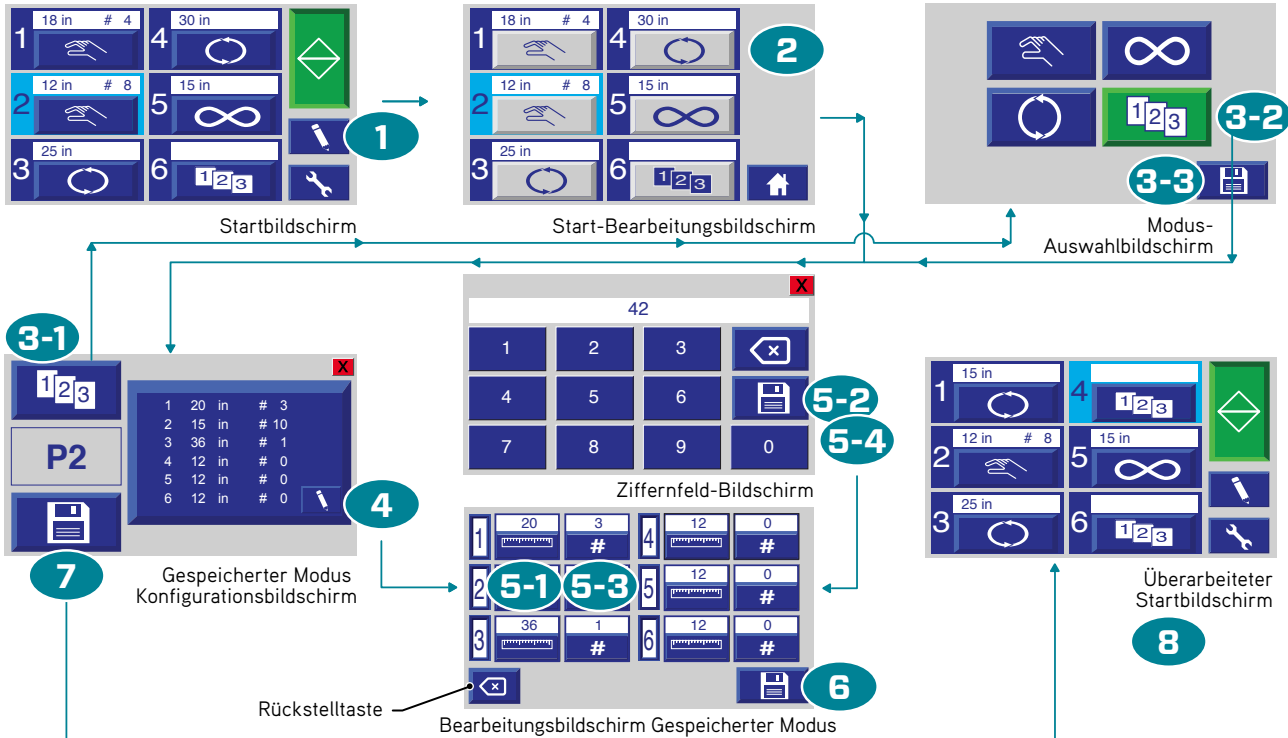 18 in # 4
1
30 in
4
12 in # 8
2
15 in
5
25 in
3
6
123
1
Startbildschirm
18 in # 4
1
30 in
4
12 in # 8
2
15 in
5
25 in
3
6
123
2
Start-Bearbeitungsbildschirm
123
3-2
3-3
Modus-
Auswahlbildschirm
3-1
123
P2
X
1 20 in # 3
2 15 in # 10
3 36 in # 1
4 12 in # 0
5 12 in # 0
6 12 in # 0
4
7
Gespeicherter Modus
Konfigurationsbildschirm
X
42
1 2 3
4 5 6
7 8 9 0
5-2
5-4
Ziffernfeld-Bildschirm
1 20 3 # 4 12 0 #
2 5-1 5-3 5 12 0 #
3 36 1 # 6 12 0 #
6
Rückstelltaste
Bearbeitungsbildschirm Gespeicherter Modus
15 in
1
4
123
12 in # 8
2
15 in
5
25 in
3
6
123
Überarbeiteter
Startbildschirm
8